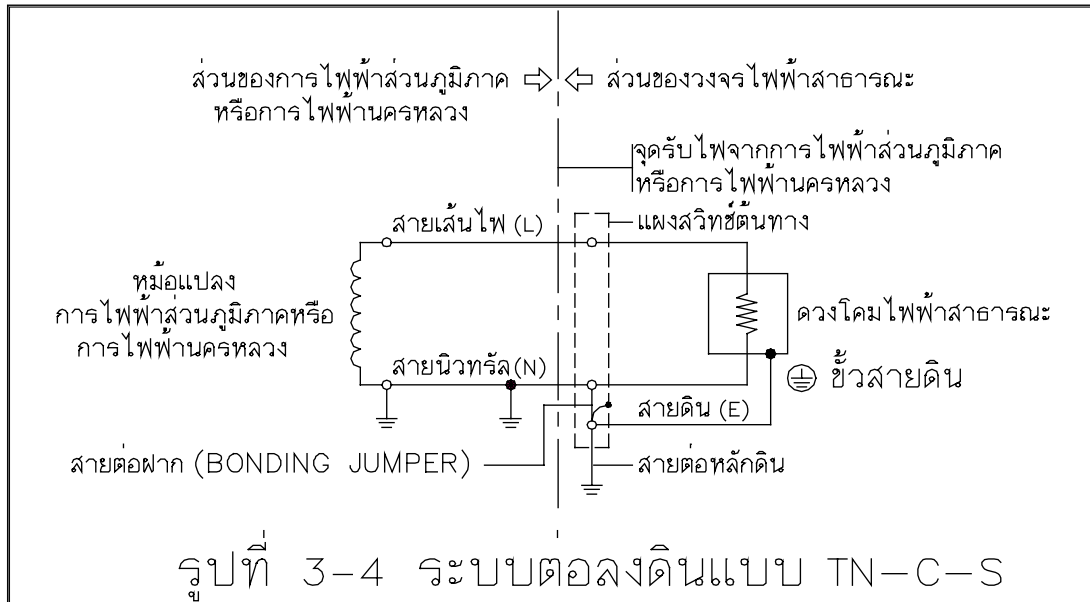 ส่วนของการไฟฟ้าส่วนภูมิภาค
หรือการไฟฟ้านครหลวง
ส่วนของวงจรไฟฟ้าสาธารณะ
จุดรับไฟจากการไฟฟ้าส่วนภูมิภาค
หรือการไฟฟ้านครหลวง
สายเส้นไฟ (L)
แผงสวิทช์ต้นทาง
หม้อแปลง
การไฟฟ้าส่วนภูมิภาคหรือ
การไฟฟ้านครหลวง
ดวงโคมไฟฟ้าสาธารณะ
สายนิวทรัล(N)
ขั้วสายดิน
สายดิน (E)
สายต่อฝาก (BONDING JUMPER)
สายต่อหลักดิน
รูปที่ 3-4 ระบบตอลงดินแบบ TN-C-S